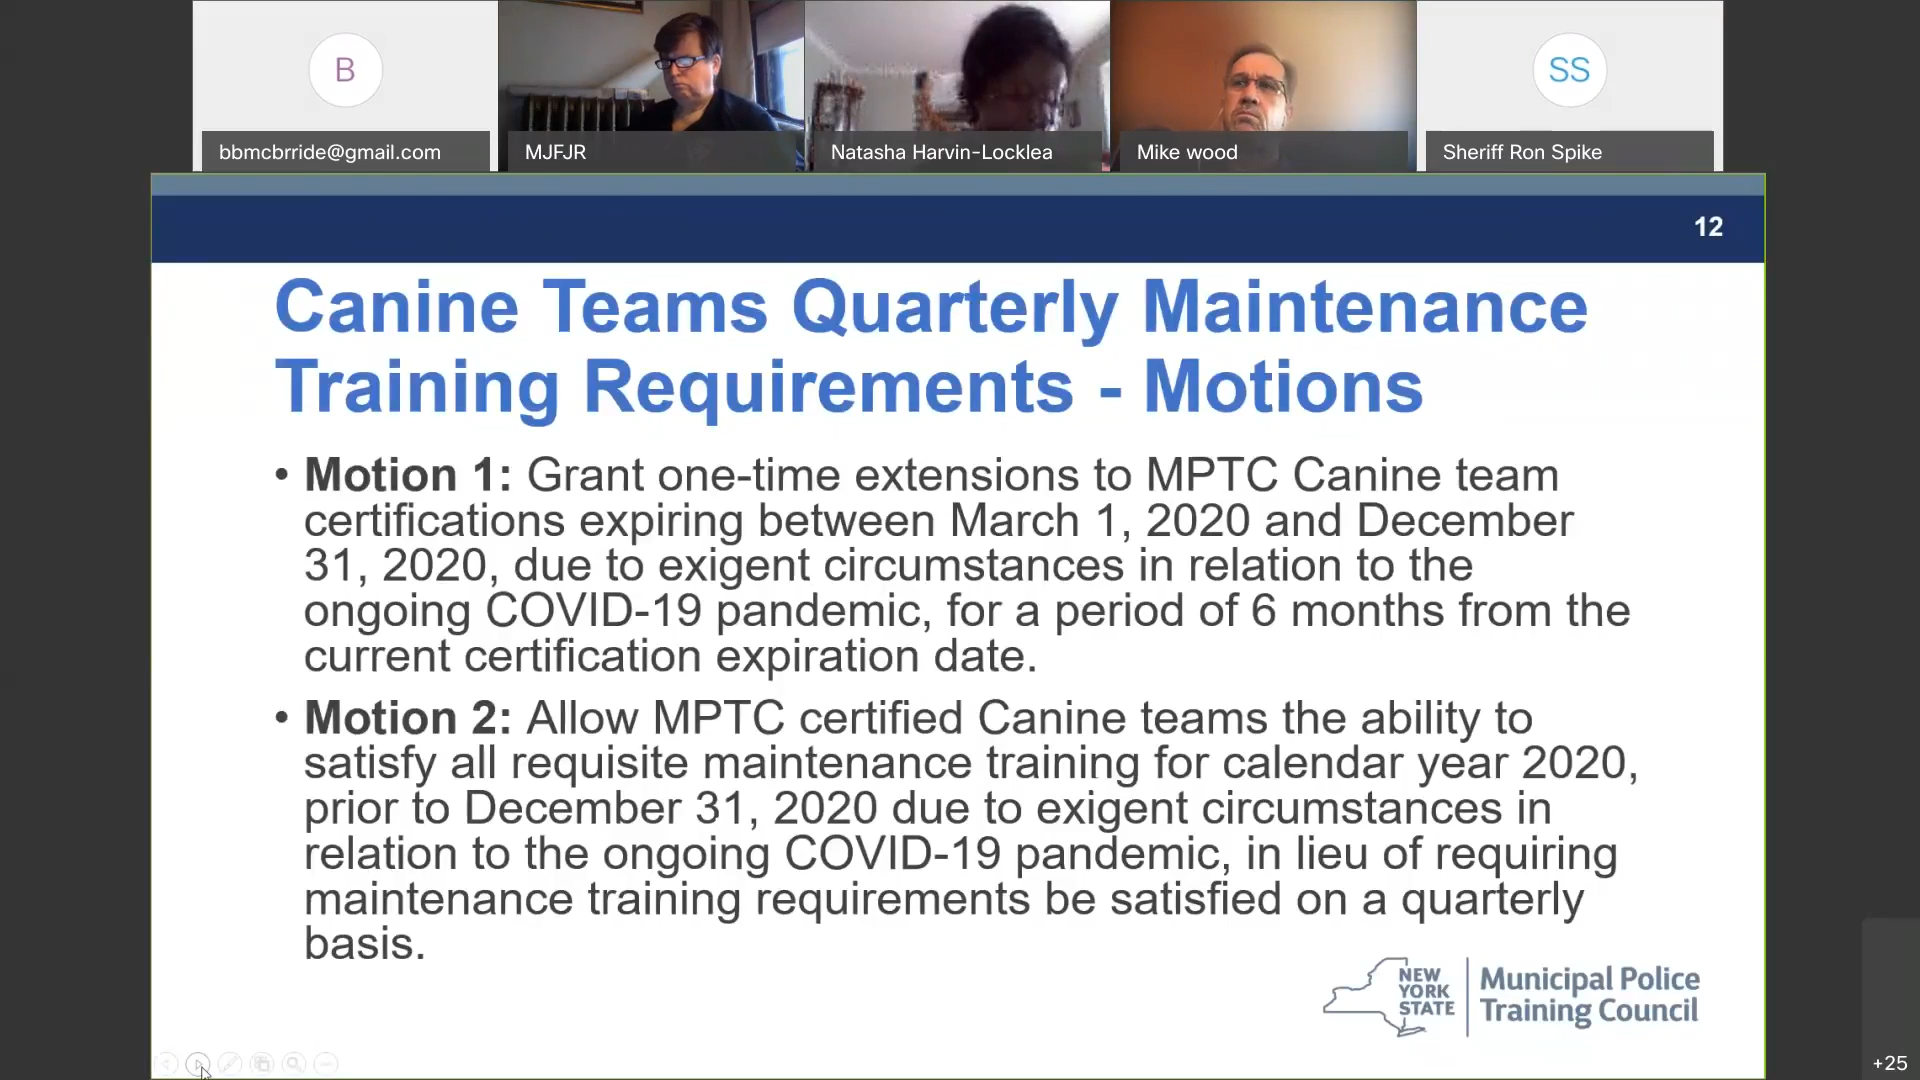 B
SS
bbmcbrride@gmail.com
MJFJR
Natasha Harvin-Locklea
Mike wood
Sheriff Ron Spike
12
Canine Teams Quarterly Maintenance
Training Requirements - Motions
• Motion 1: Grant one-time extensions to MPTC Canine team
certifications expiring between March 1, 2020 and December
31, 2020, due to exigent circumstances in relation to the
ongoing COVID-19 pandemic, for a period of 6 months from the
current certification expiration date.
• Motion 2: Allow MPTC certified Canine teams the ability to
satisfy all requisite maintenance training for calendar year 2020,
prior to December 31, 2020 due to exigent circumstances in
relation to the ongoing COVID-19 pandemic, in lieu of requiring
maintenance training requirements be satisfied on a quarterly
basis.
NEW
YORK
STATE
Municipal Police
Training Council
+25